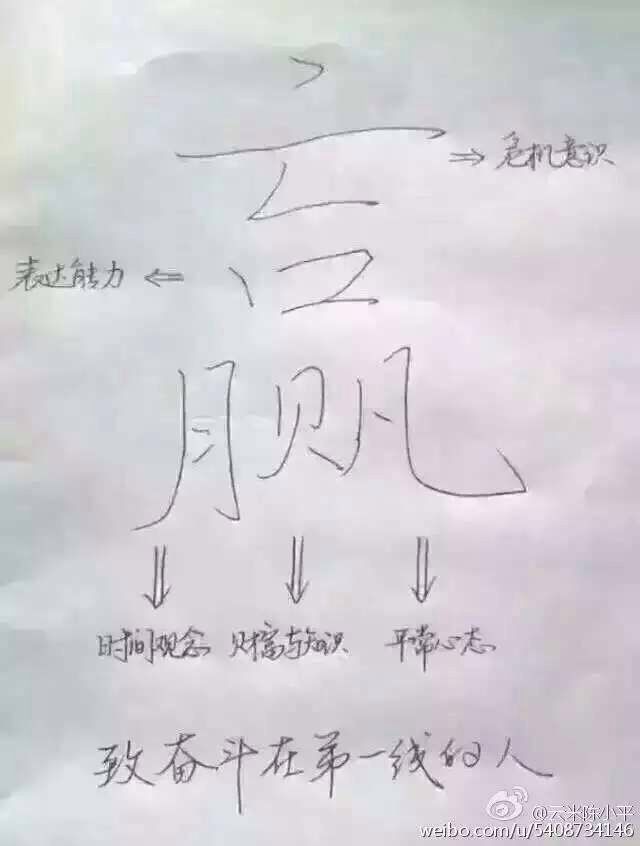 赢
危机意识
表达能力
时间观念 财富与知识 平常心态
致奋斗在第一线的人
@云米陈小平
weibo.com/u/5408734146